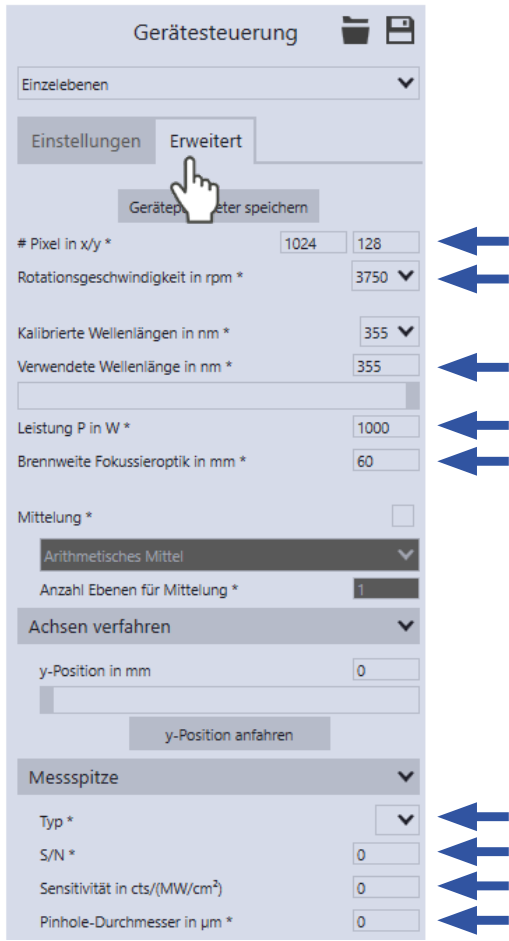 Gerätesteuerung
Einzelebenen
Einstellungen Erweitert
speichern
# Pixel in x/y * 1024 128
Rotationsgeschwindigkeit in rpm * 3750
Kalibrierte Wellenlängen in nm * 355
Verwendete Wellenlänge in nm * 355
Leistung P in W * 1000
Brennweite Fokussieroptik in mm * 60
Mittelung *
Arithmetisches Mittel
Anzahl Ebenen für Mittelung * 1
Achsen verfahren
y-Position in mm 0
y-Position anfahren
Messspitze
Typ *
S/N * 0
Sensitivität in cts/(MW/cm²) 0
Pinhole-Durchmesser in µm * 0